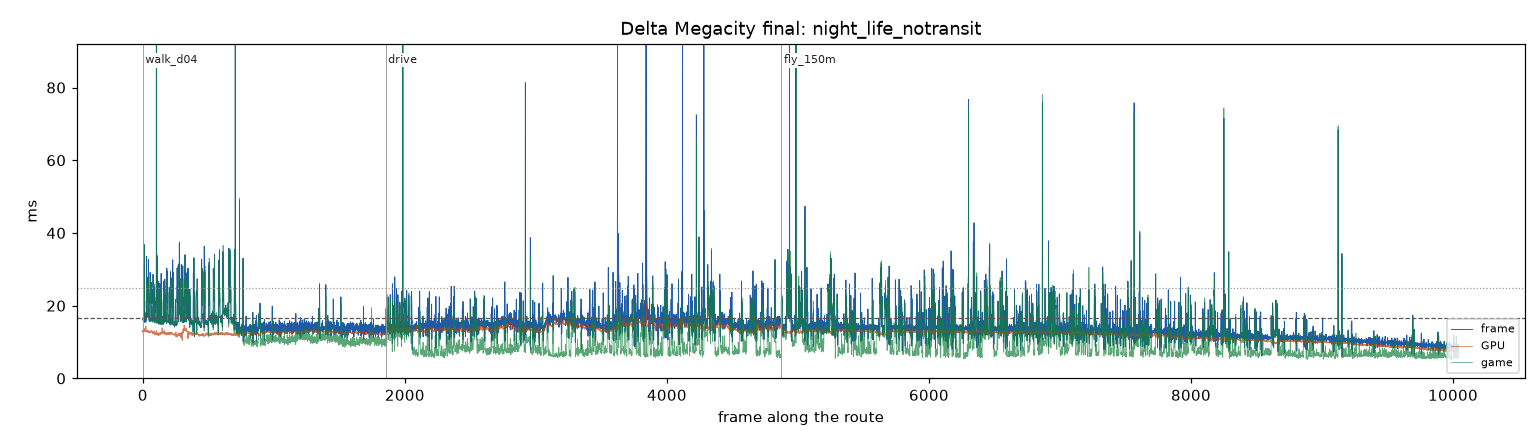 Delta Megacity final: night_life_notransit
walk_d04
drive
fly_150m
80
60
40
20
0
ms
frame
GPU
game
0
2000
4000
6000
8000
10000
frame along the route